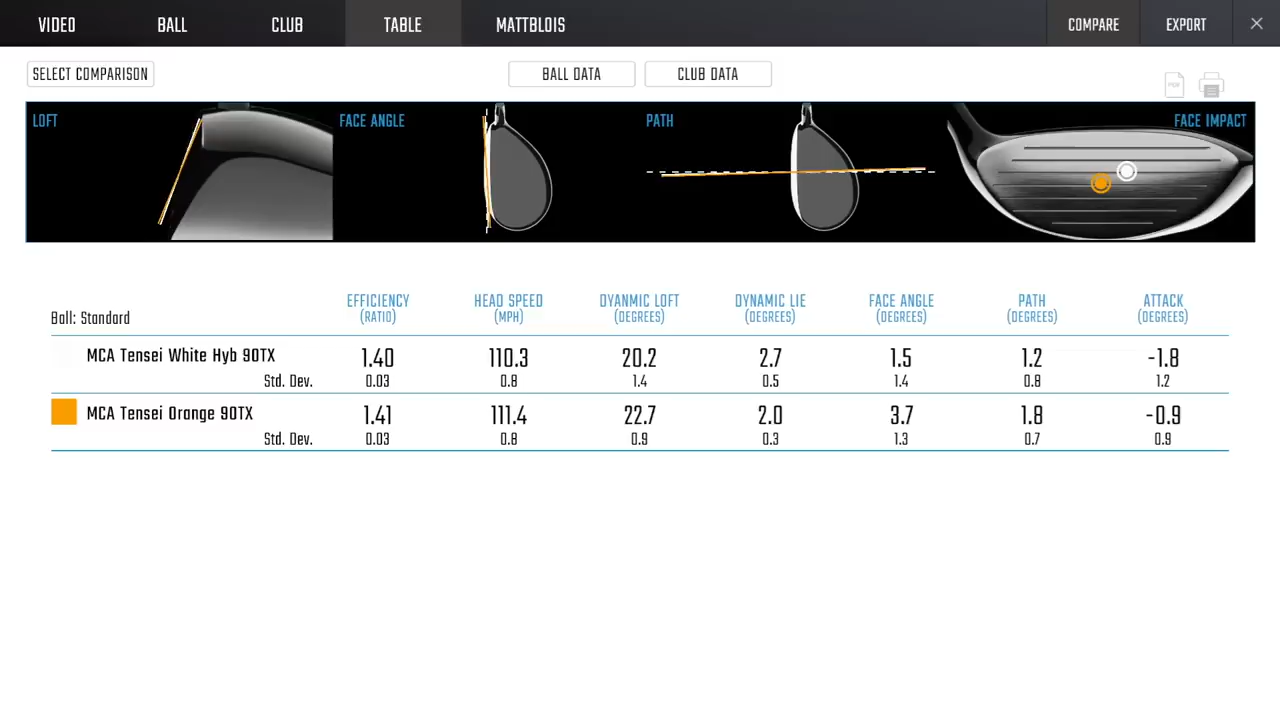 VIDEO BALL CLUB TABLE MATTBLOIS COMPARE EXPORT
SELECT COMPARISON BALL DATA CLUB DATA
PDF
LOFT FACE ANGLE PATH FACE IMPACT
EFFICIENCY HEAD SPEED DYANMIC LOFT DYNAMIC LIE FACE ANGLE PATH ATTACK
Ball: Standard (RATIO) (MPH) (DEGREES) (DEGREES) (DEGREES) (DEGREES) (DEGREES)
MCA Tensei White Hyb 90TX 1.40 110.3 20.2 2.7 1.5 1.2 -1.8
Std. Dev. 0.03 0.8 1.4 0.5 1.4 0.8 1.2
MCA Tensei Orange 90TX 1.41 111.4 22.7 2.0 3.7 1.8 -0.9
Std. Dev. 0.03 0.8 0.9 0.3 1.3 0.7 0.9